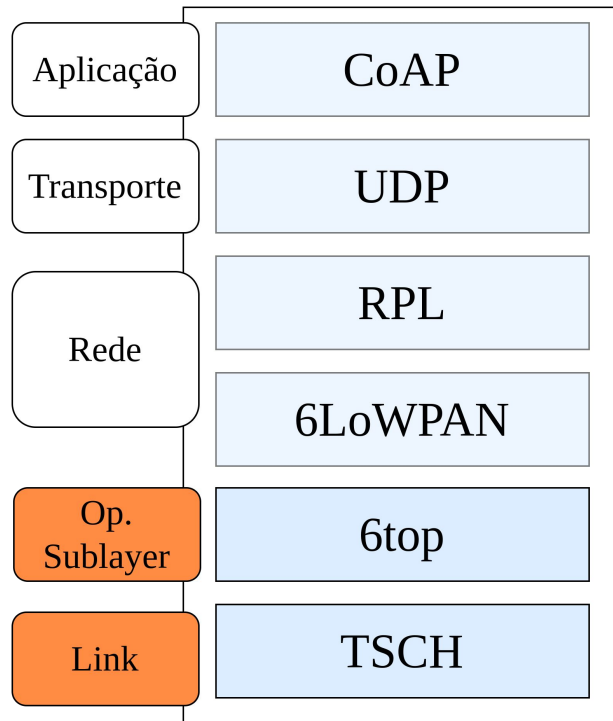 Aplicação
CoAP
Transporte
UDP
Rede
RPL
6LoWPAN
Op.
Sublayer
6top
Link
TSCH